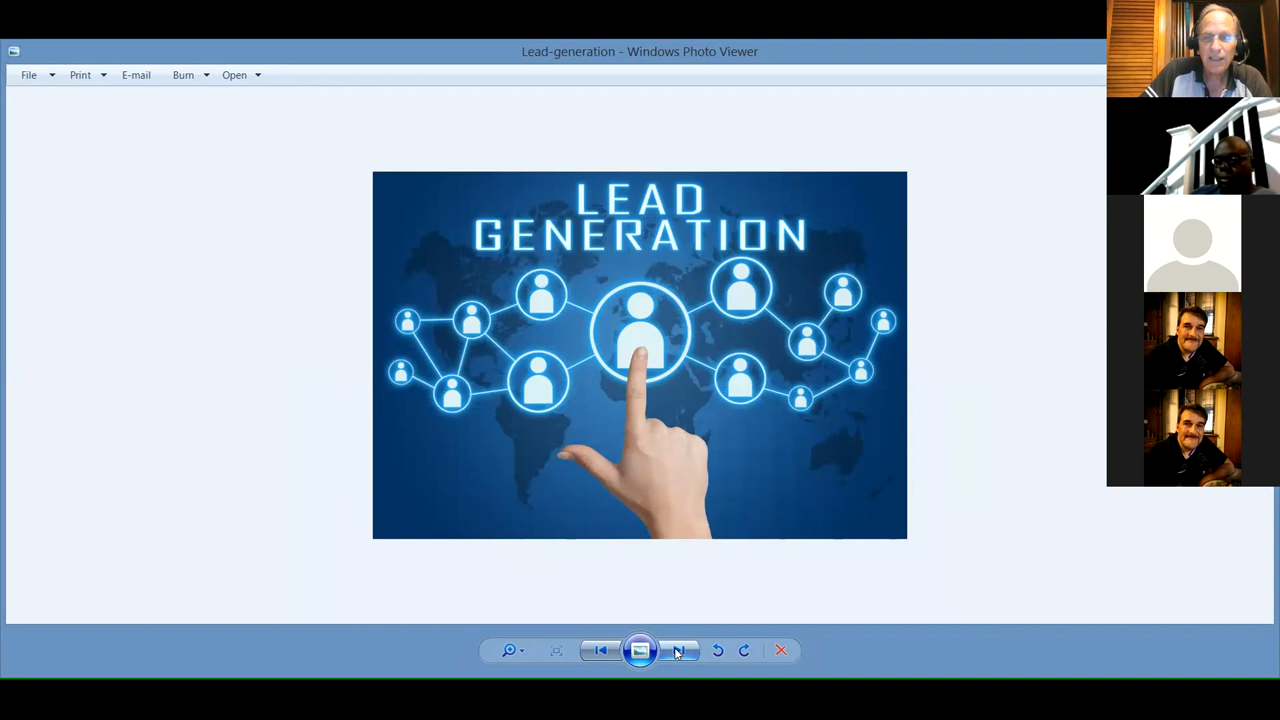 Lead-generation - Windows Photo Viewer
File Print E-mail Burn Open
LEAD
GENERATION